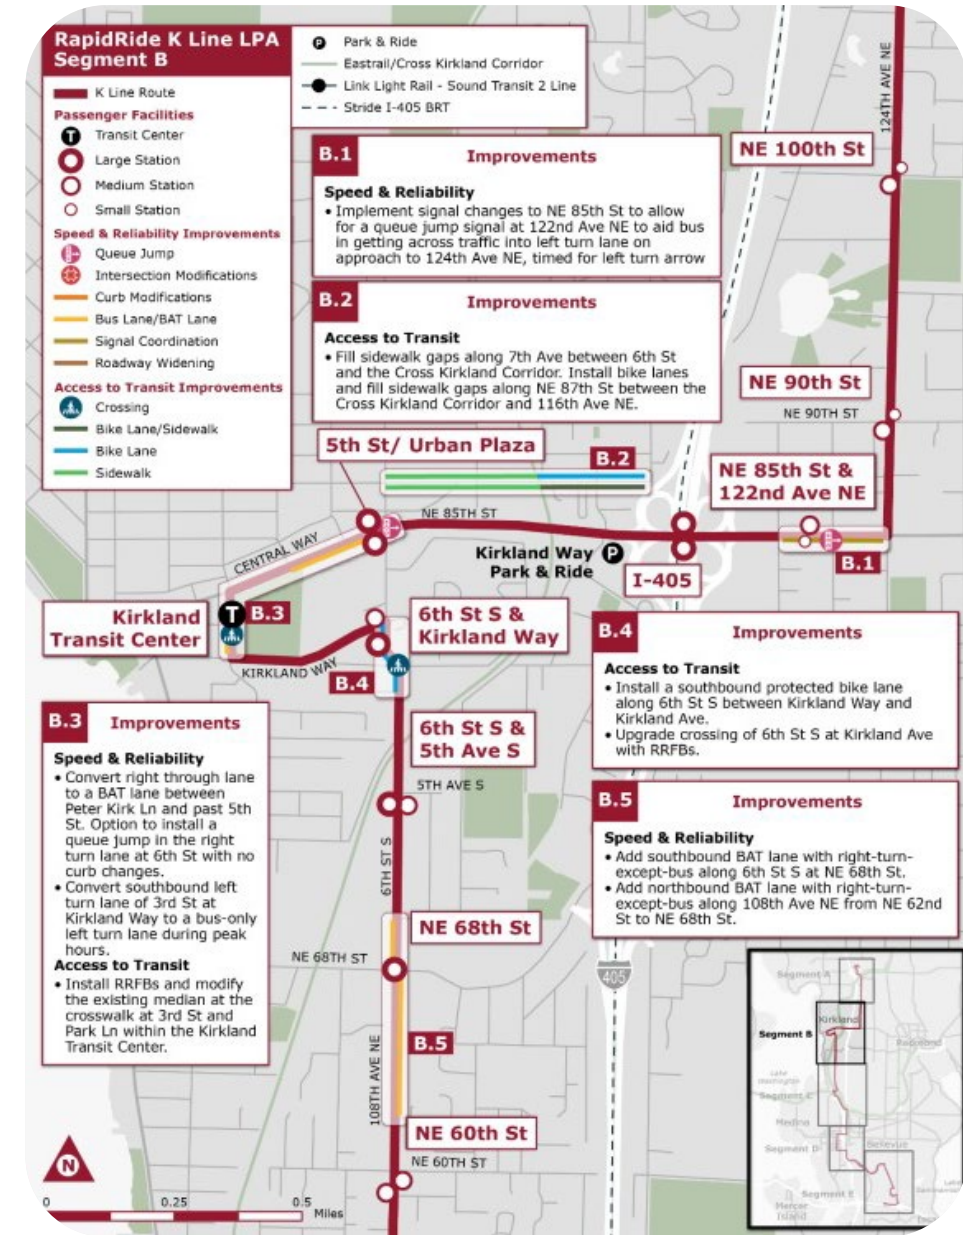 RapidRide K Line LPA
Segment B
K Line Route
Passenger Facilities
T Transit Center
Large Station
Medium Station
Small Station
Speed & Reliability Improvements
Queue Jump
Intersection Modifications
Curb Modifications
Bus Lane/BAT Lane
Signal Coordination
Roadway Widening
Access to Transit Improvements
Crossing
Bike Lane/Sidewalk
Bike Lane
Sidewalk
P Park & Ride
Eastrail/Cross Kirkland Corridor
Link Light Rail - Sound Transit 2 Line
Stride I-405 BRT
B.1 Improvements
Speed & Reliability
• Implement signal changes to NE 85th St to allow
for a queue jump signal at 122nd Ave NE to aid bus
in getting across traffic into left turn lane on
approach to 124th Ave NE, timed for left turn arrow
B.2 Improvements
Access to Transit
• Fill sidewalk gaps along 7th Ave between 6th St
and the Cross Kirkland Corridor. Install bike lanes
and fill sidewalk gaps along NE 87th St between the
Cross Kirkland Corridor and 116th Ave NE.
124TH AVE NE
NE 100th St
NE 90th St
NE 90TH ST
5th St/ Urban Plaza
B.2
NE 85th St &
122nd Ave NE
NE 85TH ST
CENTRAL WAY
Kirkland Way
Park & Ride
P
I-405
B.1
Kirkland
Transit Center
T
B.3
KIRKLAND WAY
6th St S &
Kirkland Way
B.4
B.4 Improvements
Access to Transit
• Install a southbound protected bike lane
along 6th St S between Kirkland Way and
Kirkland Ave.
• Upgrade crossing of 6th St S at Kirkland Ave
with RRFBs.
B.3 Improvements
Speed & Reliability
• Convert right through lane
to a BAT lane between
Peter Kirk Ln and past 5th
St. Option to install a
queue jump in the right
turn lane at 6th with no
curb changes.
• Convert southbound left
turn lane of 3rd St at
Kirkland Way to a bus-only
left turn lane during peak
hours.
Access to Transit
• Install RRFBs and modify
the existing median at the
crosswalk at 3rd St and
Park Ln within the Kirkland
Transit Center.
6th St S &
5th Ave S
5TH AVE S
6TH ST S
B.5 Improvements
Speed & Reliability
• Add southbound BAT lane with right-turn-
except-bus along 6th St S at NE 68th St.
• Add northbound BAT lane with right-turn-
except-bus along 108th Ave NE from NE 62nd
St to NE 68th St.
NE 68th St
NE 68TH ST
405
B.5
108TH AVE NE
NE 60th St
NE 60TH ST
N
0 0.25 0.5
Miles
Segment A
Kirkland
Segment B
Redmond
Lake
Washington
Segment C
Medina
Segment D
Bellevue
Segment E
Mercer
Island